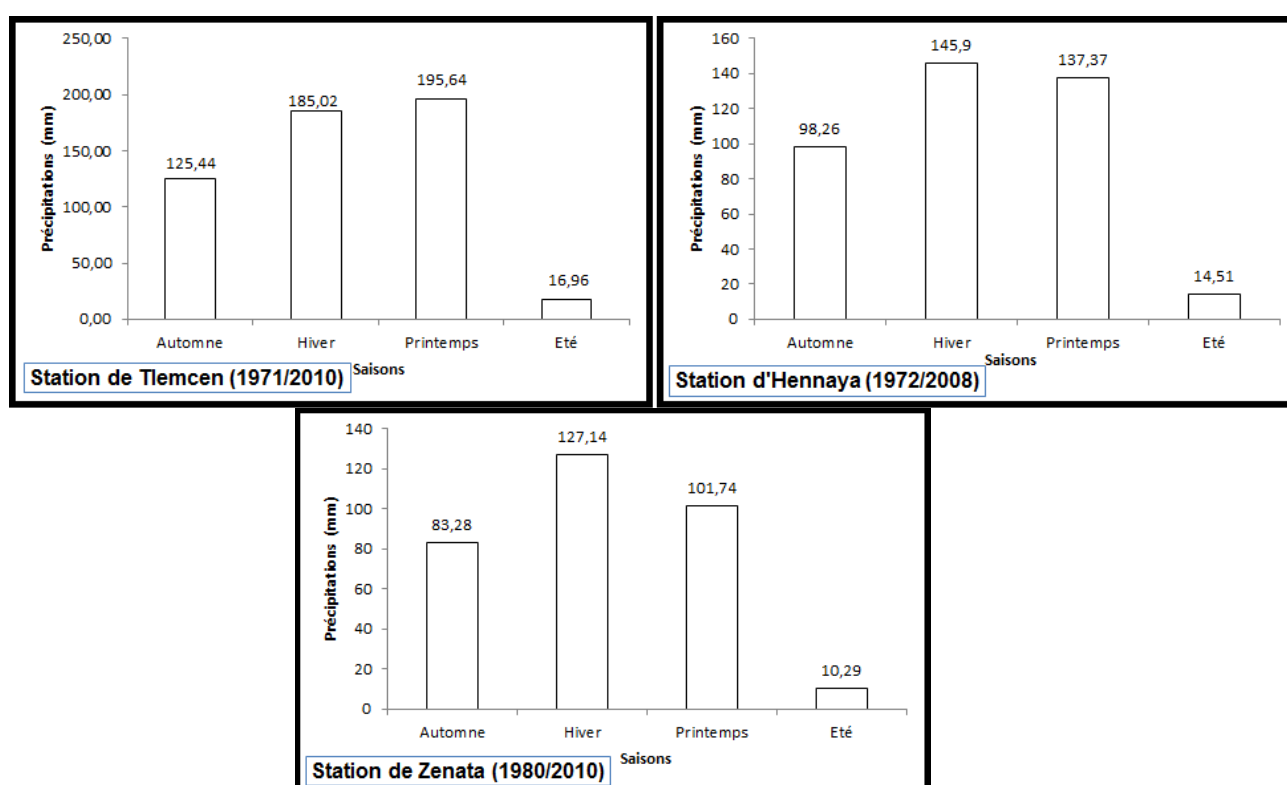 250,00
200,00
150,00
100,00
50,00
0,00
Précipitations (mm)
125,44
185,02
195,64
16,96
Automne Hiver Printemps Eté
Saisons
Station de Tlemcen (1971/2010)
160
140
120
100
80
60
40
20
0
Précipitations (mm)
98,26
145,9
137,37
14,51
Automne Hiver Printemps Eté
Saisons
Station d'Hennaya (1972/2008)
140
120
100
80
60
40
20
0
Précipitations (mm)
83,28
127,14
101,74
10,29
Automne Hiver Printemps Eté
Saisons
Station de Zenata (1980/2010)